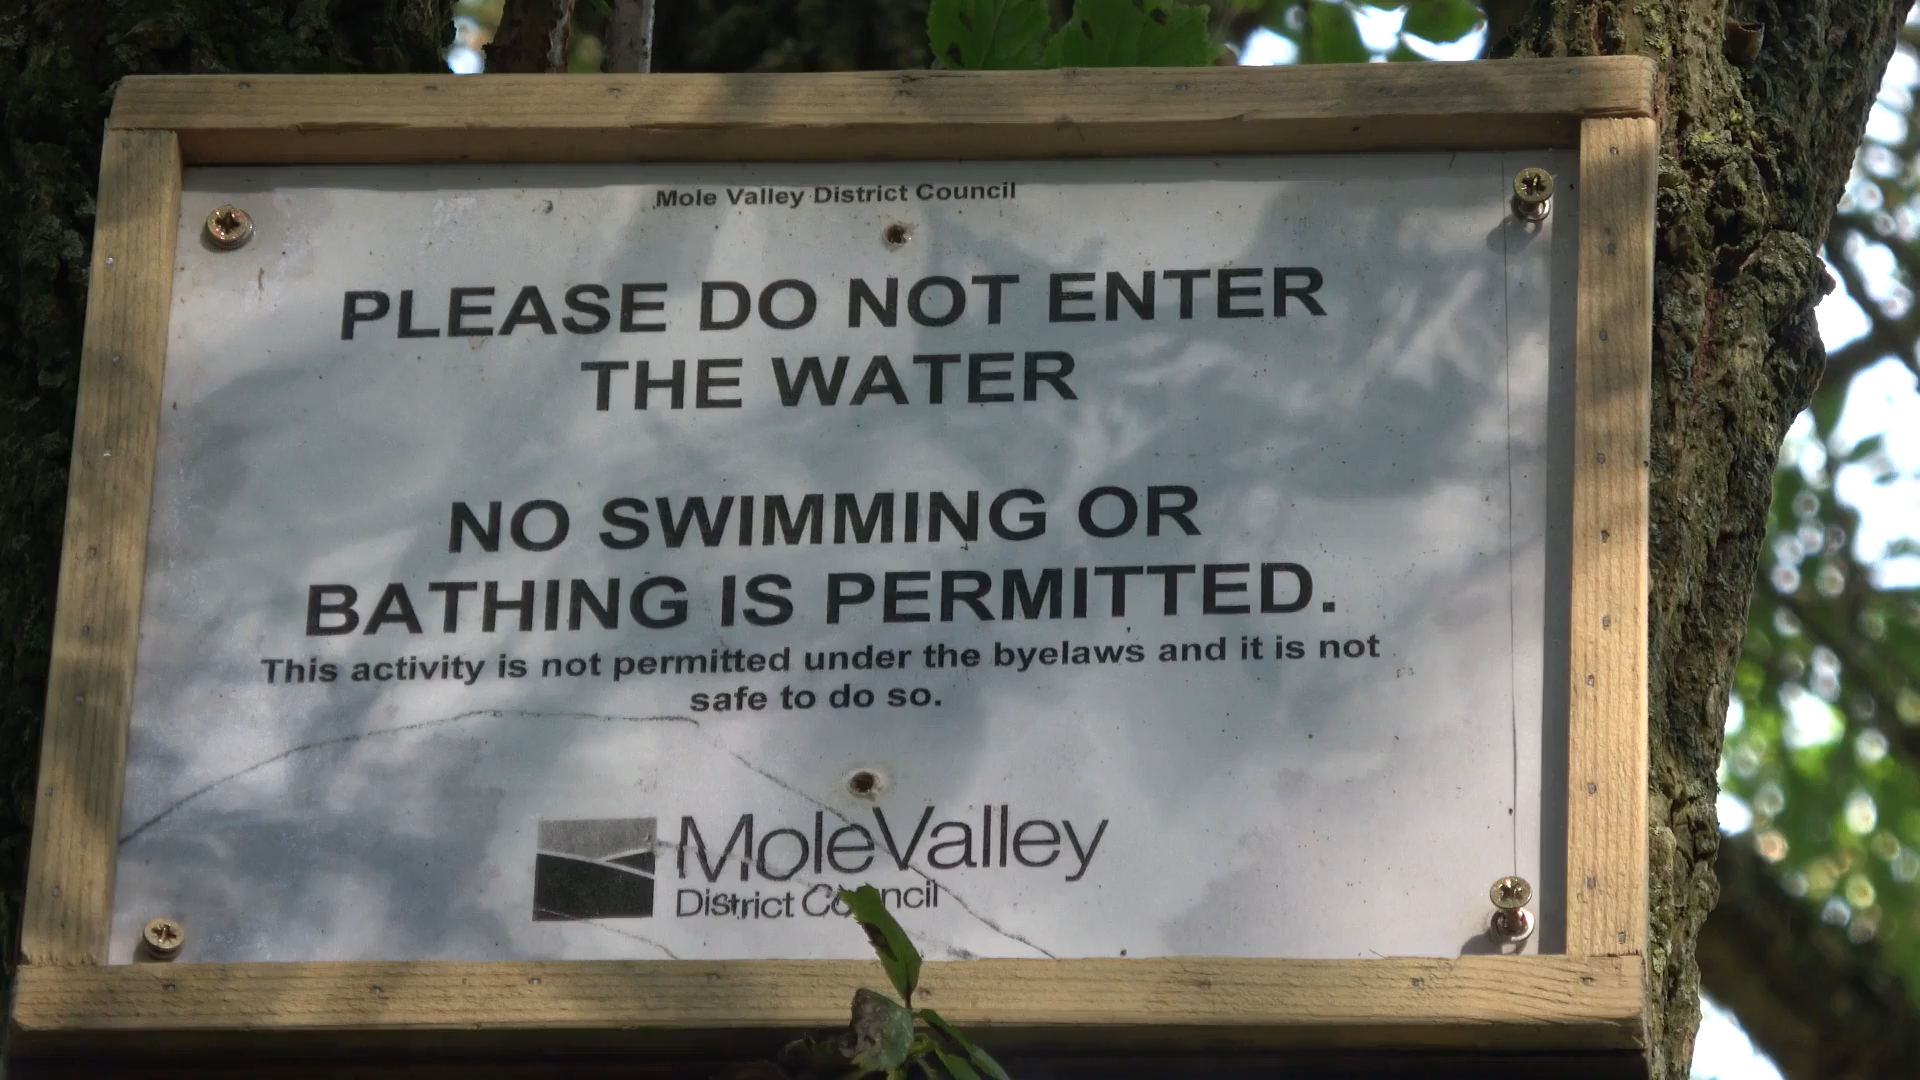 Mole Valley District Council
PLEASE DO NOT ENTER
THE WATER
NO SWIMMING OR
BATHING IS PERMITTED.
This activity is not permitted under the byelaws and it is not
safe to do so.
MoleValley
District Council